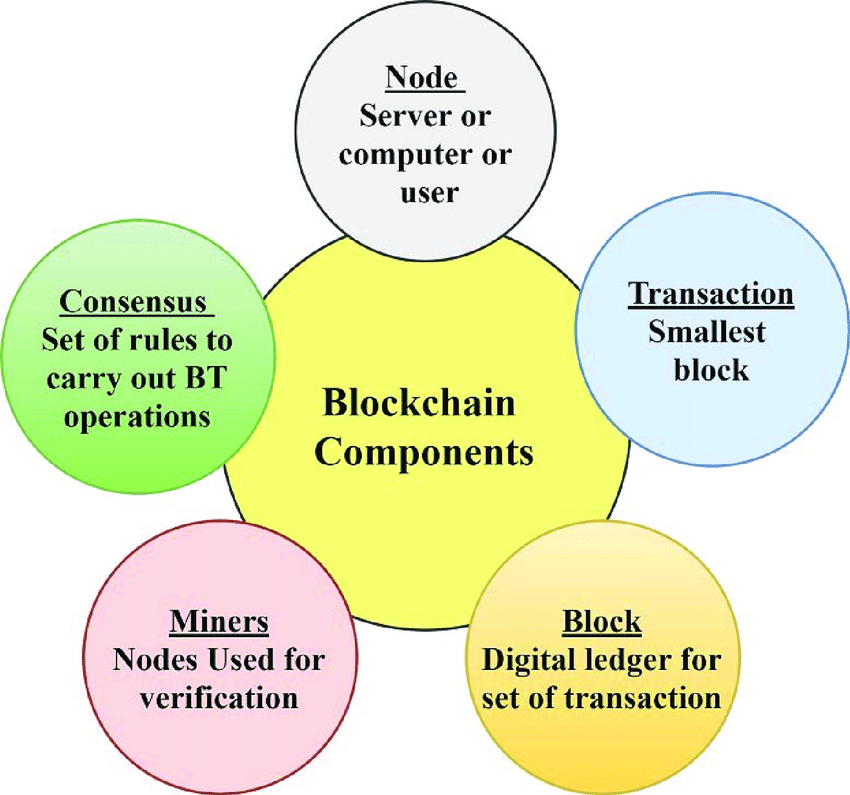 Node
Server or
computer or
user
Transaction
Smallest
block
Consensus
Set of rules to
carry out BT
operations
Blockchain
Components
Miners
Nodes Used for
verification
Block
Digital ledger for
set of transaction